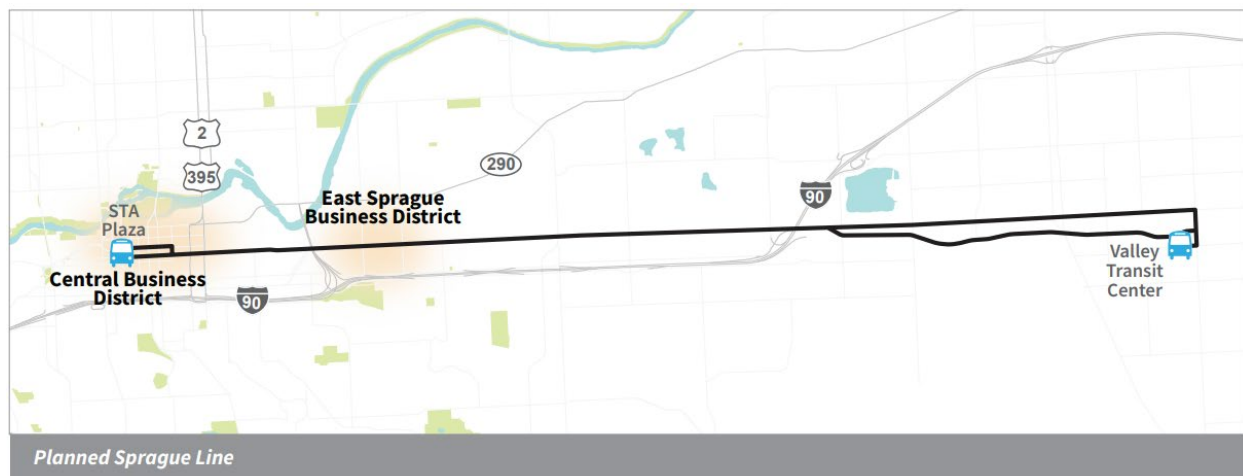 2
395
290
90
STA
Plaza
East Sprague
Business District
Central Business
District
90
Valley
Transit
Center
Planned Sprague Line